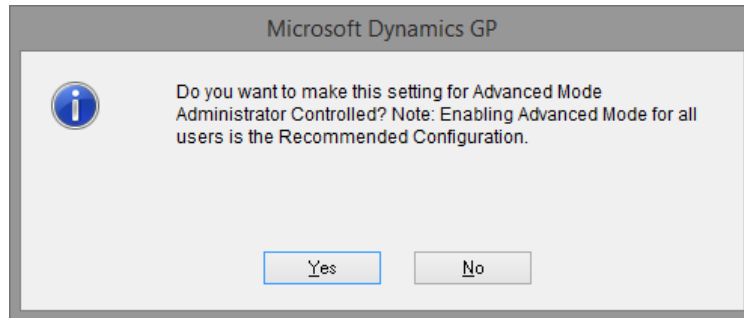 Microsoft Dynamics GP
Do you want to make this setting for Advanced Mode
Administrator Controlled? Note: Enabling Advanced Mode for all
users is the Recommended Configuration.
Yes
No